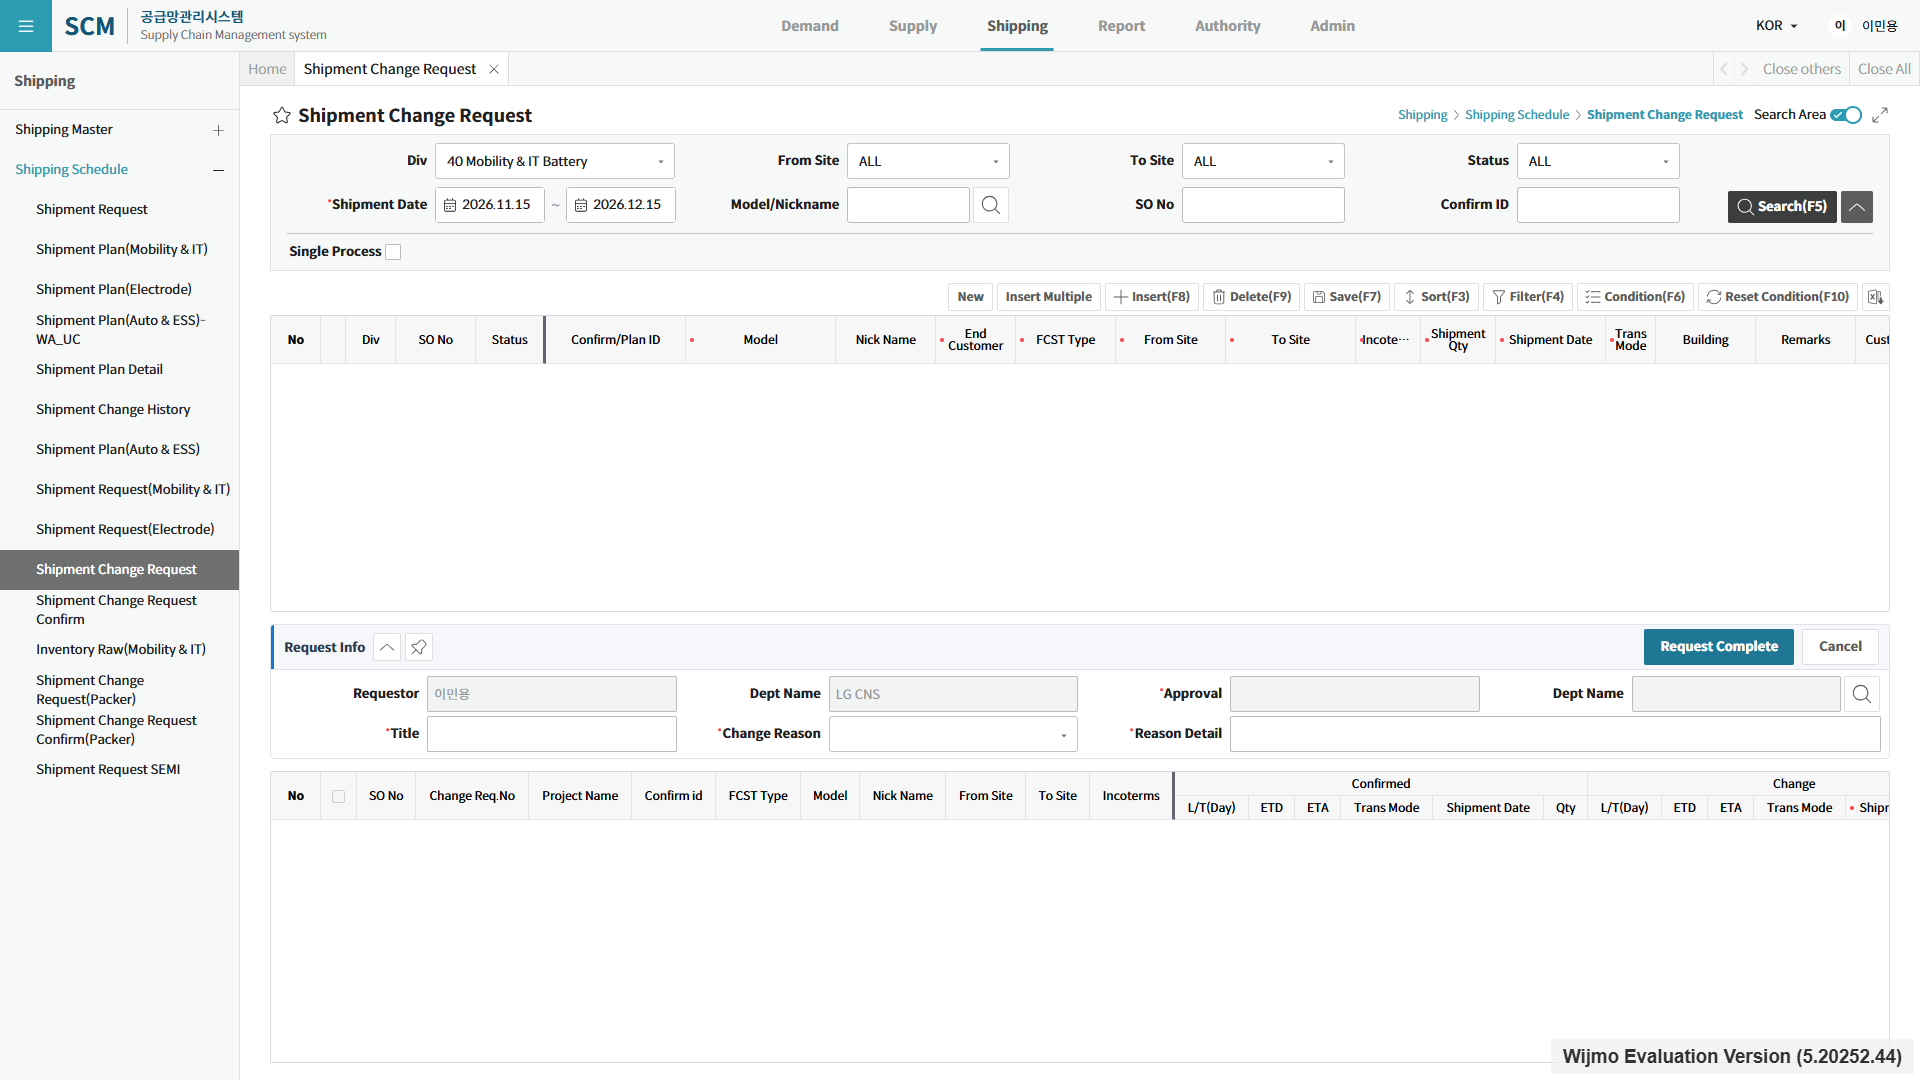 SCM
공급망관리시스템
Supply Chain Management system
Demand
Supply
Shipping
Report
Authority
Admin
KOR
이
이민용
Shipping
Home
Shipment Change Request
Close others
Close All
Shipping Master
Shipping Schedule
Shipment Request
Shipment Plan(Mobility & IT)
Shipment Plan(Electrode)
Shipment Plan(Auto & ESS)-
WA_UC
Shipment Plan Detail
Shipment Change History
Shipment Plan(Auto & ESS)
Shipment Request(Mobility & IT)
Shipment Request(Electrode)
Shipment Change Request
Shipment Change Request
Confirm
Inventory Raw(Mobility & IT)
Shipment Change
Request(Packer)
Shipment Change Request
Confirm(Packer)
Shipment Request SEMI
Shipment Change Request
Shipping > Shipping Schedule > Shipment Change Request
Search Area
Div 40 Mobility & IT Battery
From Site ALL
To Site ALL
Status ALL
*Shipment Date 2026.11.15 ~ 2026.12.15
Model/Nickname
SO No
Confirm ID
Search(F5)
Single Process
New
Insert Multiple
Insert(F8)
Delete(F9)
Save(F7)
Sort(F3)
Filter(F4)
Condition(F6)
Reset Condition(F10)
No
Div
SO No
Status
Confirm/Plan ID
Model
Nick Name
End
Customer
FCST Type
From Site
To Site
Incote···
Shipment
Qty
Shipment Date
Trans
Mode
Building
Remarks
Cust
Request Info
Request Complete
Cancel
Requestor 이민용
Dept Name LG CNS
*Approval
Dept Name
*Title
*Change Reason
*Reason Detail
No
SO No
Change Req.No
Project Name
Confirm id
FCST Type
Model
Nick Name
From Site
To Site
Incoterms
Confirmed
L/T(Day)
ETD
ETA
Trans Mode
Shipment Date
Qty
Change
L/T(Day)
ETD
ETA
Trans Mode
Shipr
Wijmo Evaluation Version (5.20252.44)